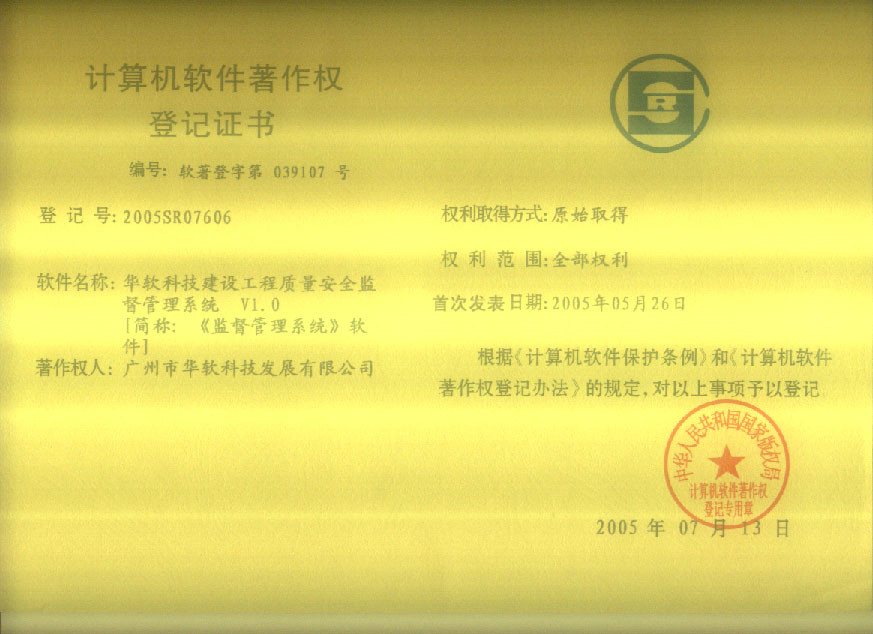 计算机软件著作权
登记证书
编号: 软著登字第 039107 号
登 记 号: 2005SR07606
软件名称: 华软科技建设工程质量安全监
督管理系统 V1.0
[简称: 《监督管理系统》软
件]
著作权人: 广州市华软科技发展有限公司
R
权利取得方式: 原始取得
权 利 范 围: 全部权利
首次发表日期: 2005年05月26日
根据《计算机软件保护条例》和《计算机软件
著作权登记办法》的规定, 对以上事项予以登记
中华人民共和国国家版权局
计算机软件著作权
登记专用章
2005 年 07 月 13 日